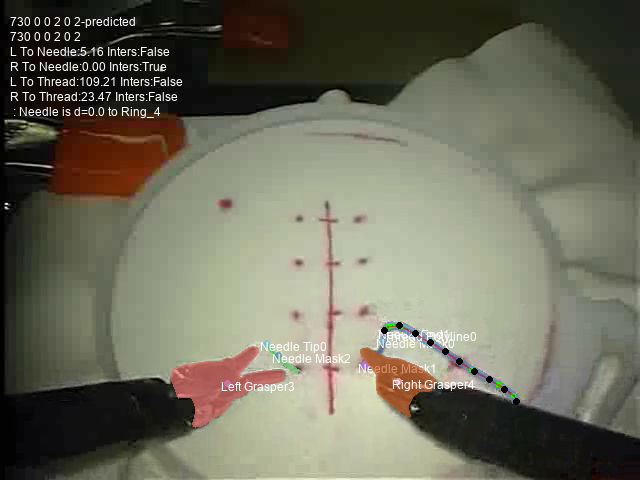 730 0 0 2 0 2-predicted
730 0 0 2 0 2
L To Needle:5.16 Inters:False
R To Needle:0.00 Inters:True
L To Thread:109.21 Inters:False
R To Thread:23.47 Inters:False
: Needle is d=0.0 to Ring_4
Needle Tip0
Needle Mask2
Needle Mask1
Left Grasper3
Right Grasper4